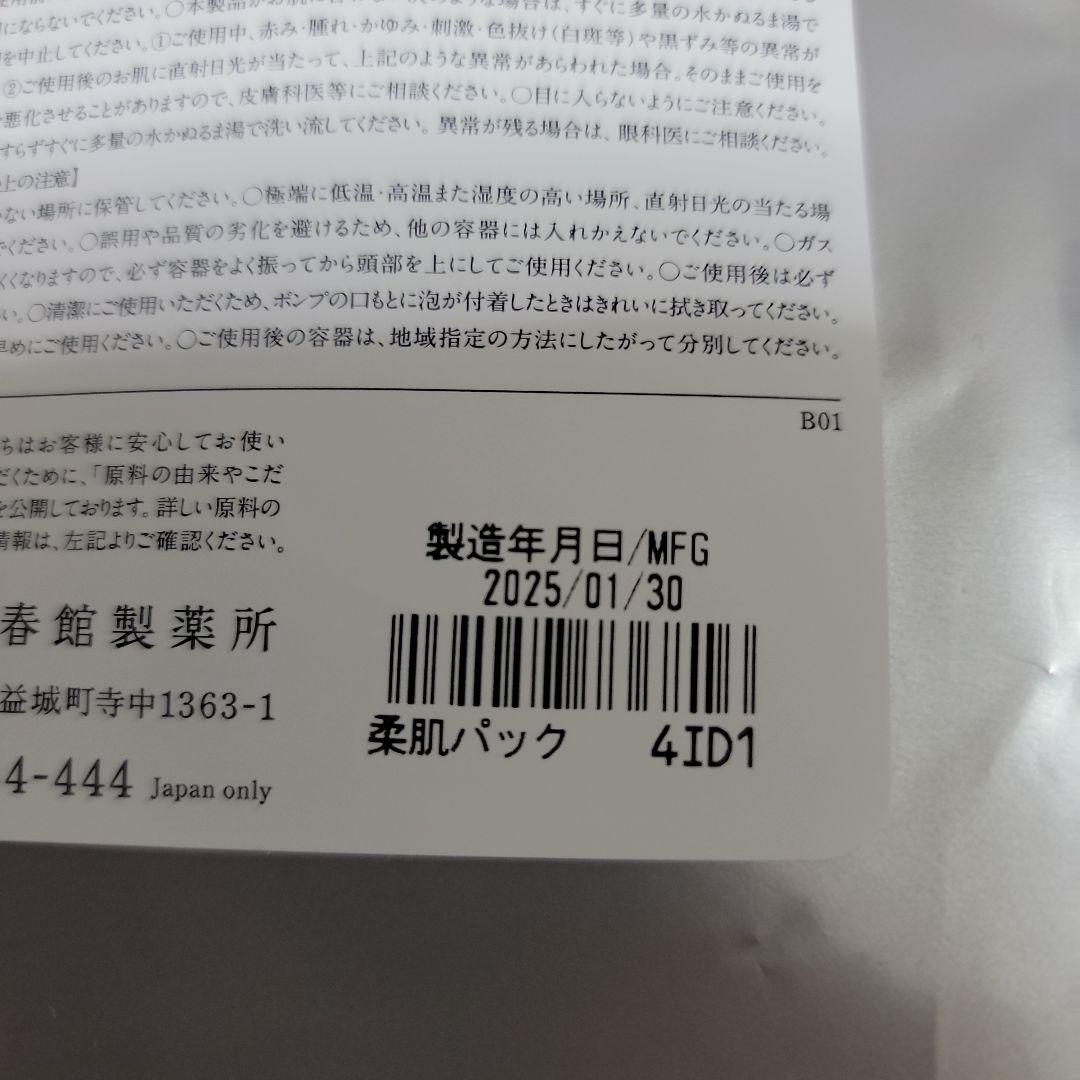 にならないでください。○本製品がお肌に合わない、次のような場合は、すぐに多量の水かぬるま湯で
を中止してください。①ご使用中、赤み・腫れ・かゆみ・刺激・色抜け(白斑等)や黒ずみ等の異常が
②ご使用後のお肌に直射日光が当たって、上記のような異常があらわれた場合。そのままご使用を
悪化させることがありますので、皮膚科医等にご相談ください。○目に入らないようにご注意ください。
すらずすぐに多量の水かぬるま湯で洗い流してください。異常が残る場合は、眼科医にご相談ください。
上の注意】
ない場所に保管してください。○極端に低温・高温また湿度の高い場所、直射日光の当たる場
でください。○誤用や品質の劣化を避けるため、他の容器には入れかえないでください。○ガス
くくなりますので、必ず容器をよく振ってから頭部を上にしてご使用ください。○ご使用後は必ず
い。○清潔にご使用いただくため、ポンプの口もとに泡が付着したときはきれいに拭き取ってください。
早めにご使用ください。○ご使用後の容器は、地域指定の方法にしたがって分別してください。
B01
ちはお客様に安心してお使い
だくために、「原料の由来やこだ
を公開しております。詳しい原料の
情報は、左記よりご確認ください。
春館製薬所
益城町寺中1363-1
4-444 Japan only
製造年月日/MFG
2025/01/30
柔肌パック 4ID1